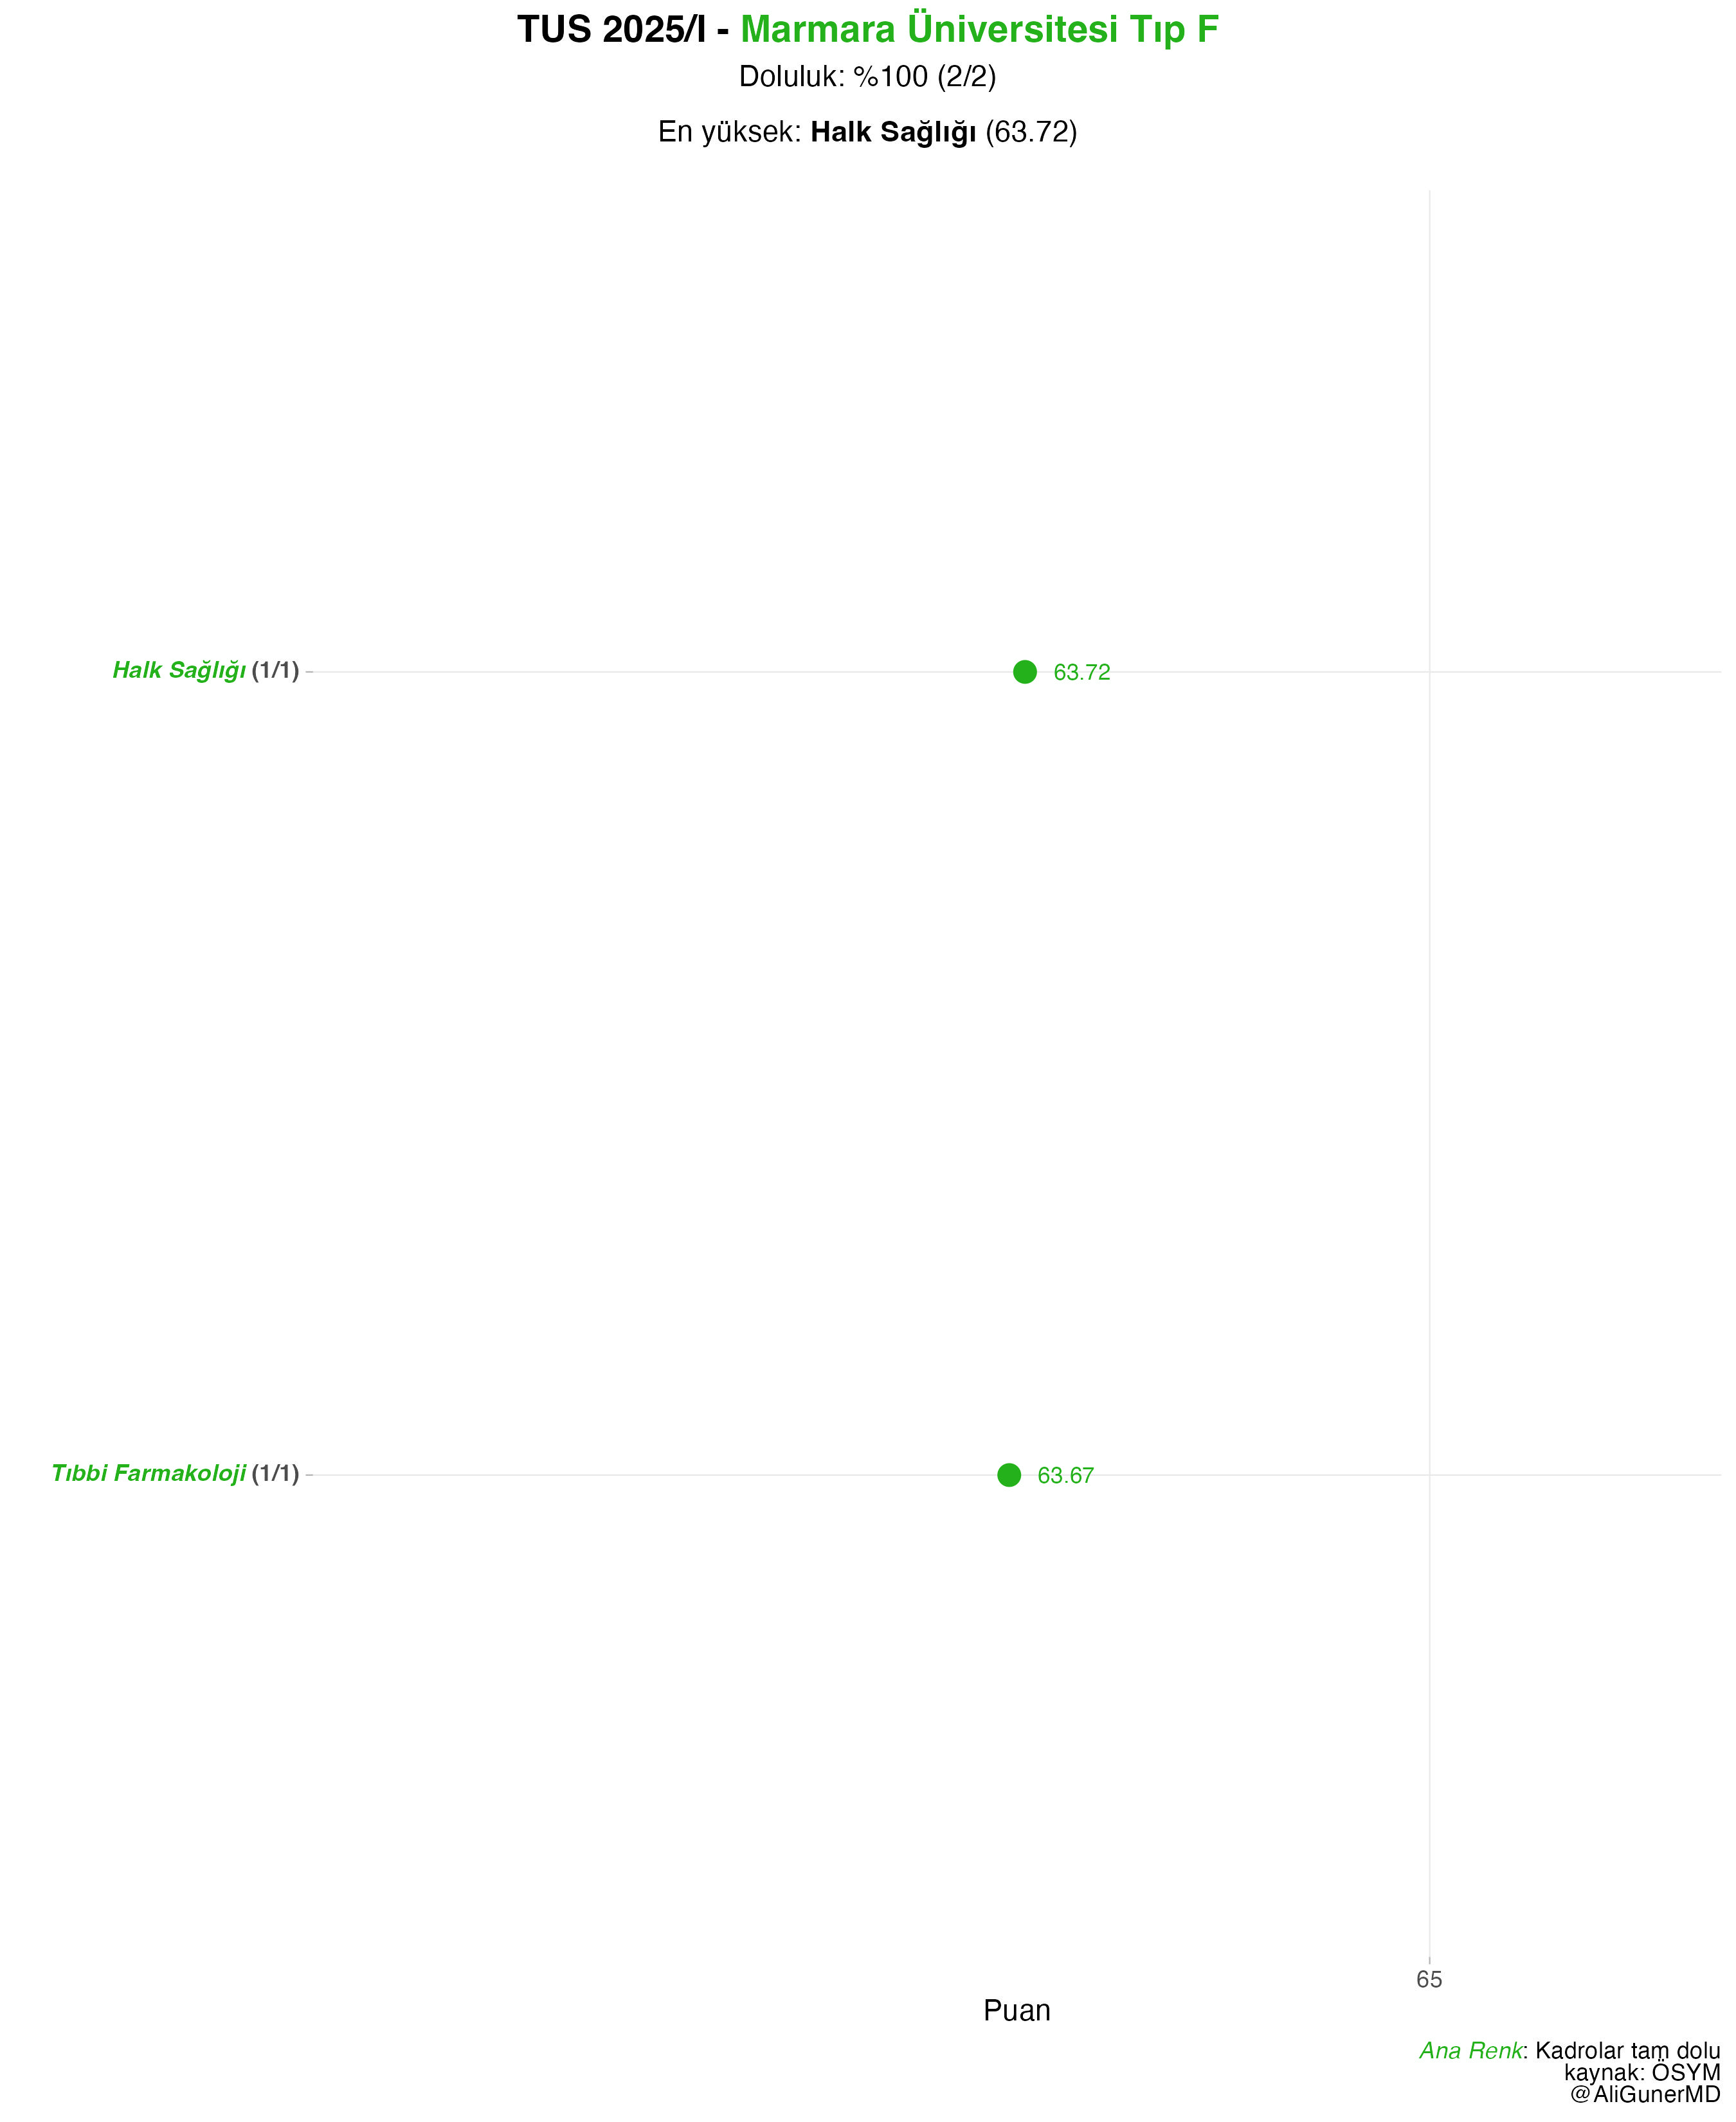 TUS 2025/I - Marmara Üniversitesi Tıp F
Doluluk: %100 (2/2)
En yüksek: Halk Sağlığı (63.72)
Halk Sağlığı (1/1)
63.72
Tıbbi Farmakoloji (1/1)
63.67
65
Puan
Ana Renk: Kadrolar tam dolu
kaynak: ÖSYM
@AliGunerMD